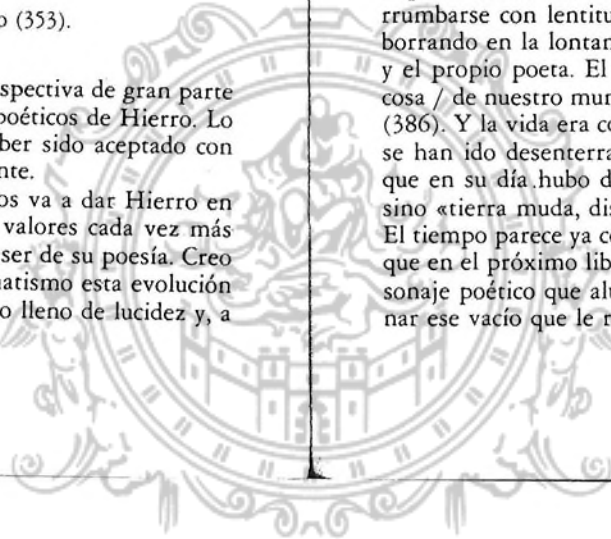 o (353).
spectiva de gran parte
poéticos de Hierro. Lo
ber sido aceptado con
nte.
os va a dar Hierro en
valores cada vez más
ser de su poesía. Creo
atismo esta evolución
o lleno de lucidez y, a
rrumbarse con lentitu
borrando en la lontan
y el propio poeta. El
cosa / de nuestro mur
(386). Y la vida era co
se han ido desenterra
que en su día hubo d
sino «tierra muda, dis
El tiempo parece ya co
que en el próximo lib
sonaje poético que alu
nar ese vacío que le r